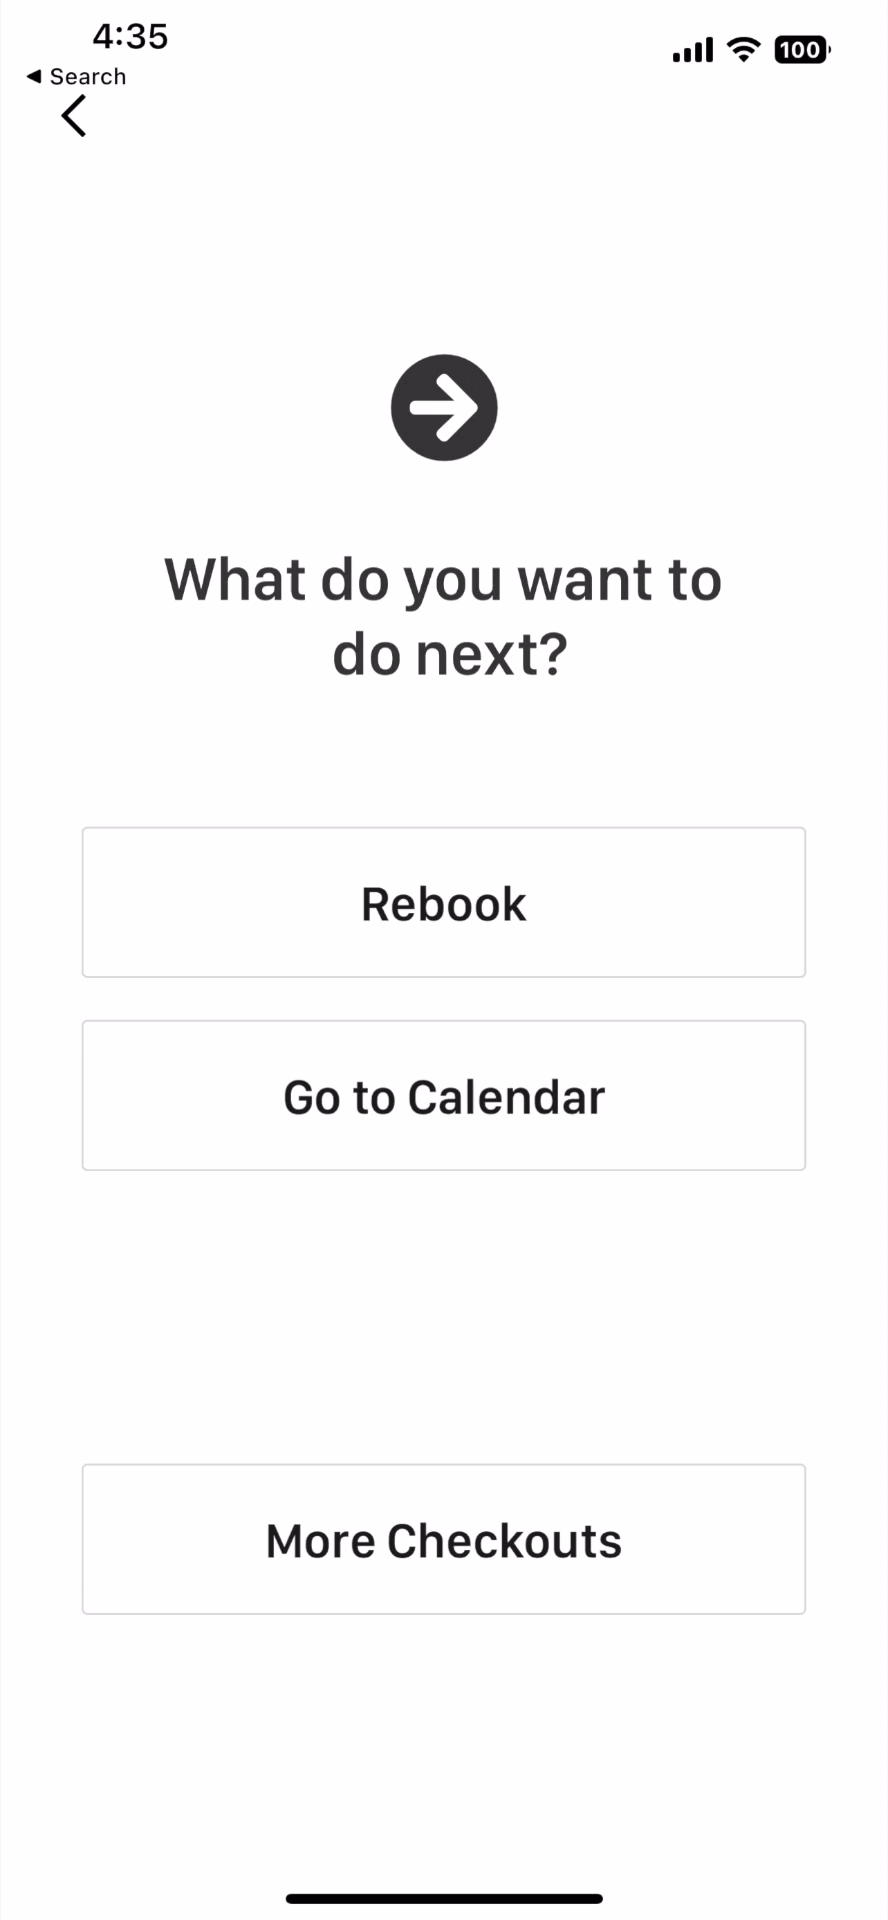 4:35
100
◀ Search
What do you want to
do next?
Rebook
Go to Calendar
More Checkouts